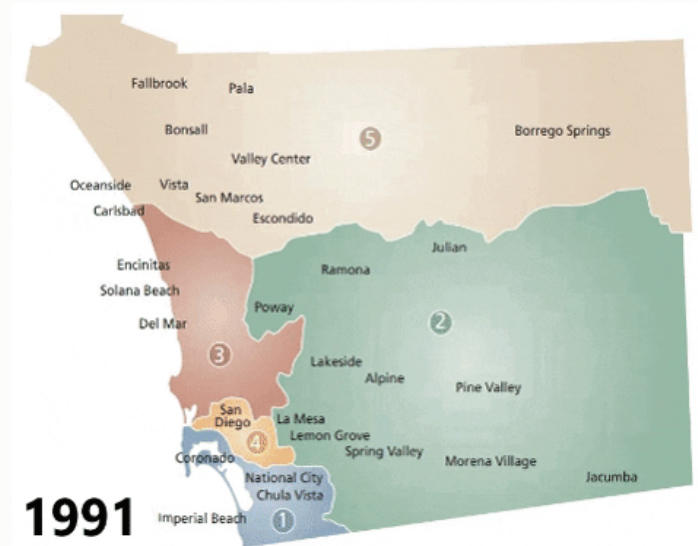 Fallbrook
Pala
Bonsall
5
Borrego Springs
Valley Center
Oceanside
Vista
San Marcos
Carlsbad
Escondido
Julian
Encinitas
Ramona
Solana Beach
Poway
Del Mar
2
3
Lakeside
Alpine
Pine Valley
San
Diego
La Mesa
4
Lemon Grove
Spring Valley
Coronado
Morena Village
National City
Jacumba
Chula Vista
1991
Imperial Beach
1